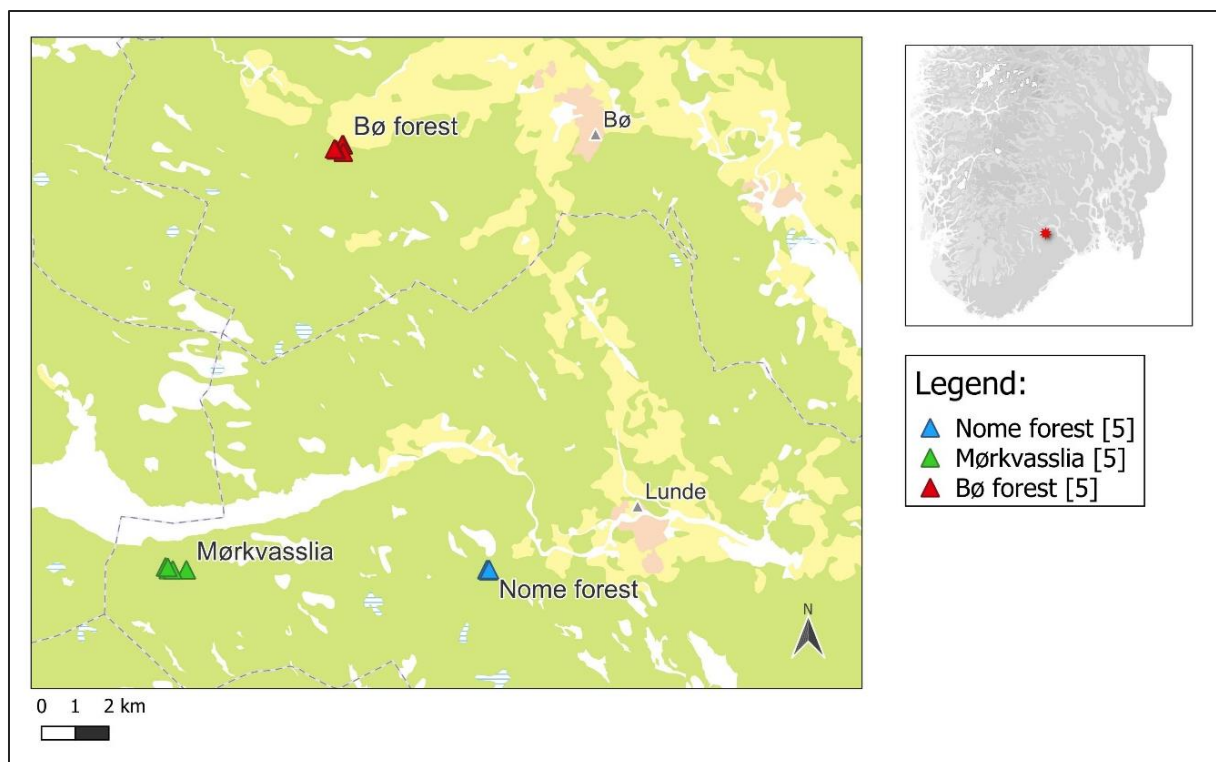 Bø forest
Bø
Lunde
Mørkvasslia
Nome forest
N
0 1 2 km
Legend:
Nome forest [5]
Mørkvasslia [5]
Bø forest [5]